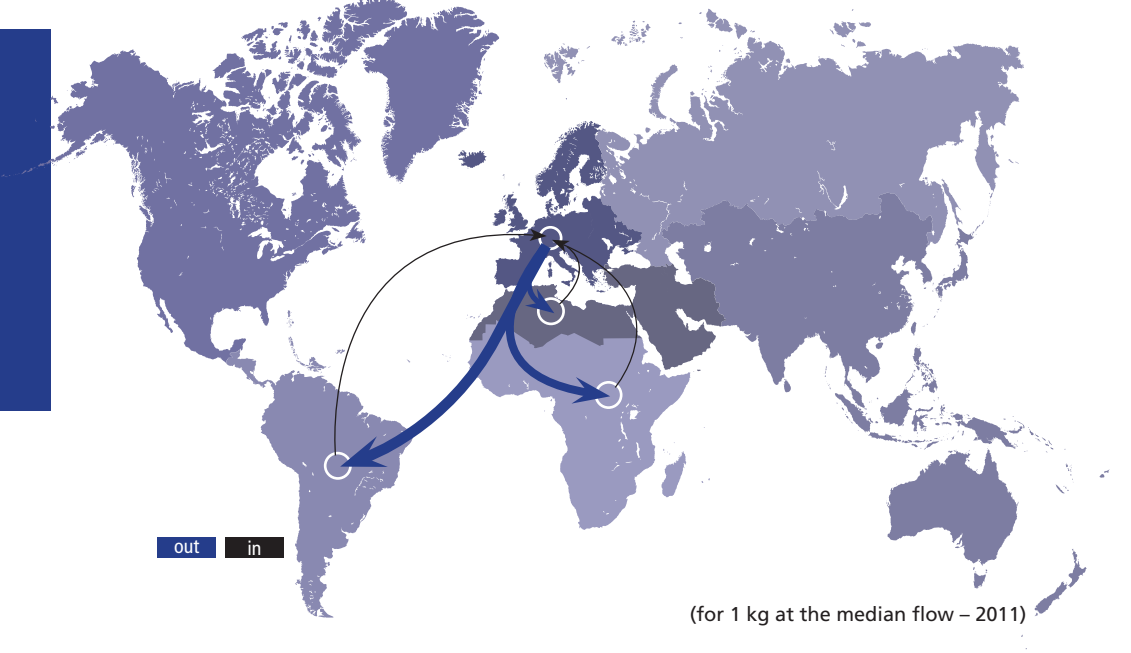 out
in
(for 1 kg at the median flow – 2011)